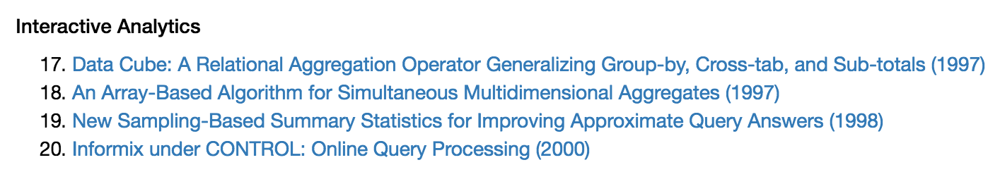 Interactive Analytics
17. Data Cube: A Relational Aggregation Operator Generalizing Group-by, Cross-tab, and Sub-totals (1997)
18. An Array-Based Algorithm for Simultaneous Multidimensional Aggregates (1997)
19. New Sampling-Based Summary Statistics for Improving Approximate Query Answers (1998)
20. Informix under CONTROL: Online Query Processing (2000)